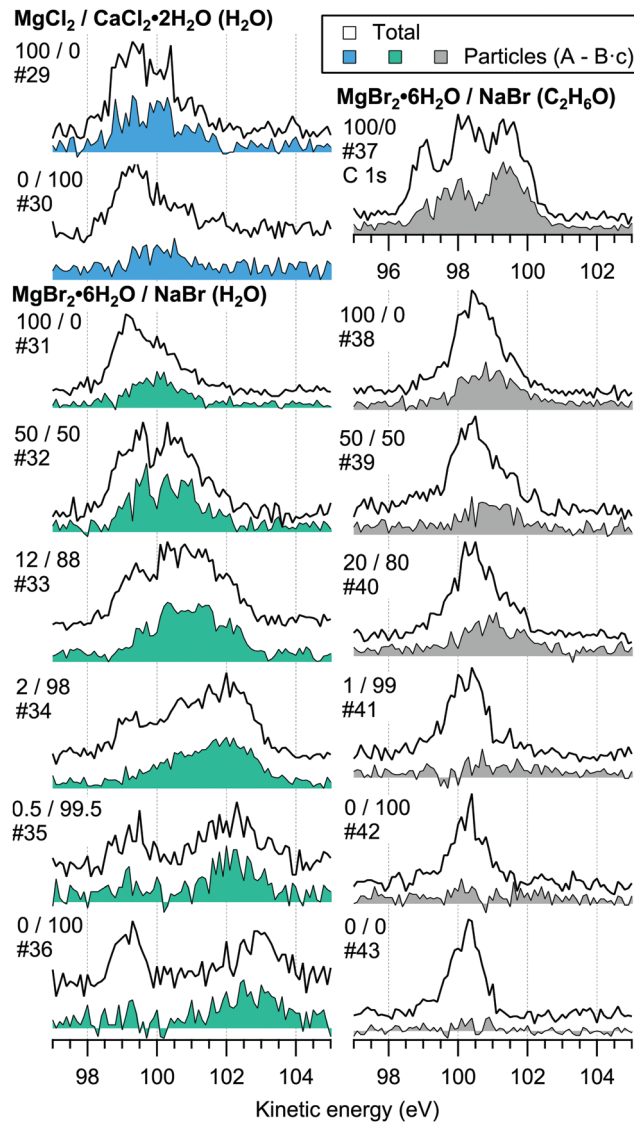 MgCl₂ / CaCl₂•2H₂O (H₂O)
100 / 0
#29
0 / 100
#30
MgBr₂•6H₂O / NaBr (H₂O)
100 / 0
#31
50 / 50
#32
12 / 88
#33
2 / 98
#34
0.5 / 99.5
#35
0 / 100
#36
98 100 102 104
Total
Particles (A - B·c)
MgBr₂•6H₂O / NaBr (C₂H₆O)
100/0
#37
C 1s
96 98 100 102
100 / 0
#38
50 / 50
#39
20 / 80
#40
1 / 99
#41
0 / 100
#42
0 / 0
#43
98 100 102 104
Kinetic energy (eV)